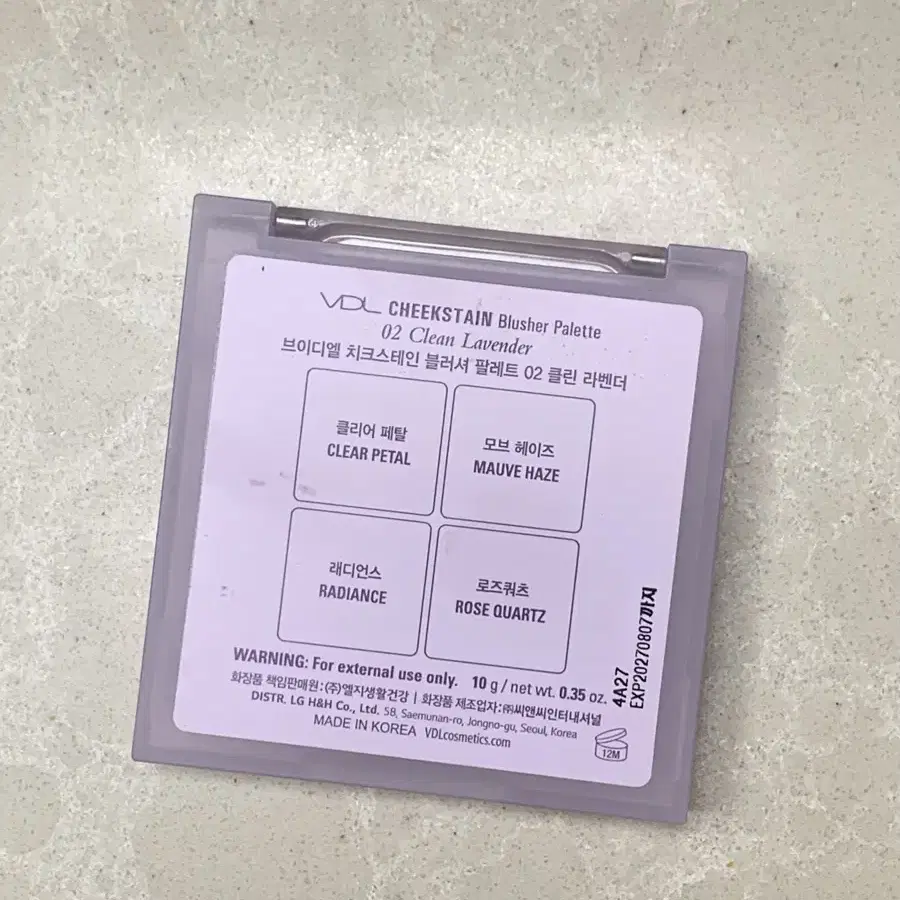 VDL CHEEKSTAIN Blusher Palette
02 Clean Lavender
브이디엘 치크스테인 블러셔 팔레트 02 클린 라벤더
클리어 페탈
CLEAR PETAL
모브 헤이즈
MAUVE HAZE
래디언스
RADIANCE
로즈쿼츠
ROSE QUARTZ
WARNING: For external use only. 10 g / net wt. 0.35 oz.
화장품 책임판매원:(주)엘지생활건강 | 화장품 제조업자:㈜씨앤씨인터내셔널
DISTR. LG H&H Co., Ltd. 58, Saemunan-ro, Jongno-gu, Seoul, Korea
MADE IN KOREA VDLcosmetics.com
4A27
EXP20270807까지
12M